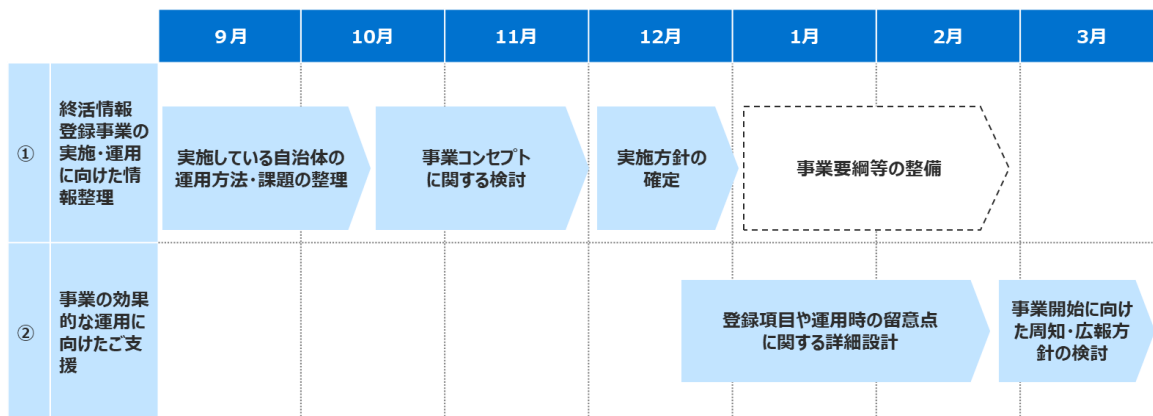 9月
10月
11月
12月
1月
2月
3月
①
終活情報
登録事業の
実施・運用
に向けた情
報整理
実施している自治体の
運用方法・課題の整理
事業コンセプト
に関する検討
実施方針の
確定
事業要綱等の整備
②
事業の効果
的な運用に
向けたご支
援
登録項目や運用時の留意点
に関する詳細設計
事業開始に向け
た周知・広報方
針の検討